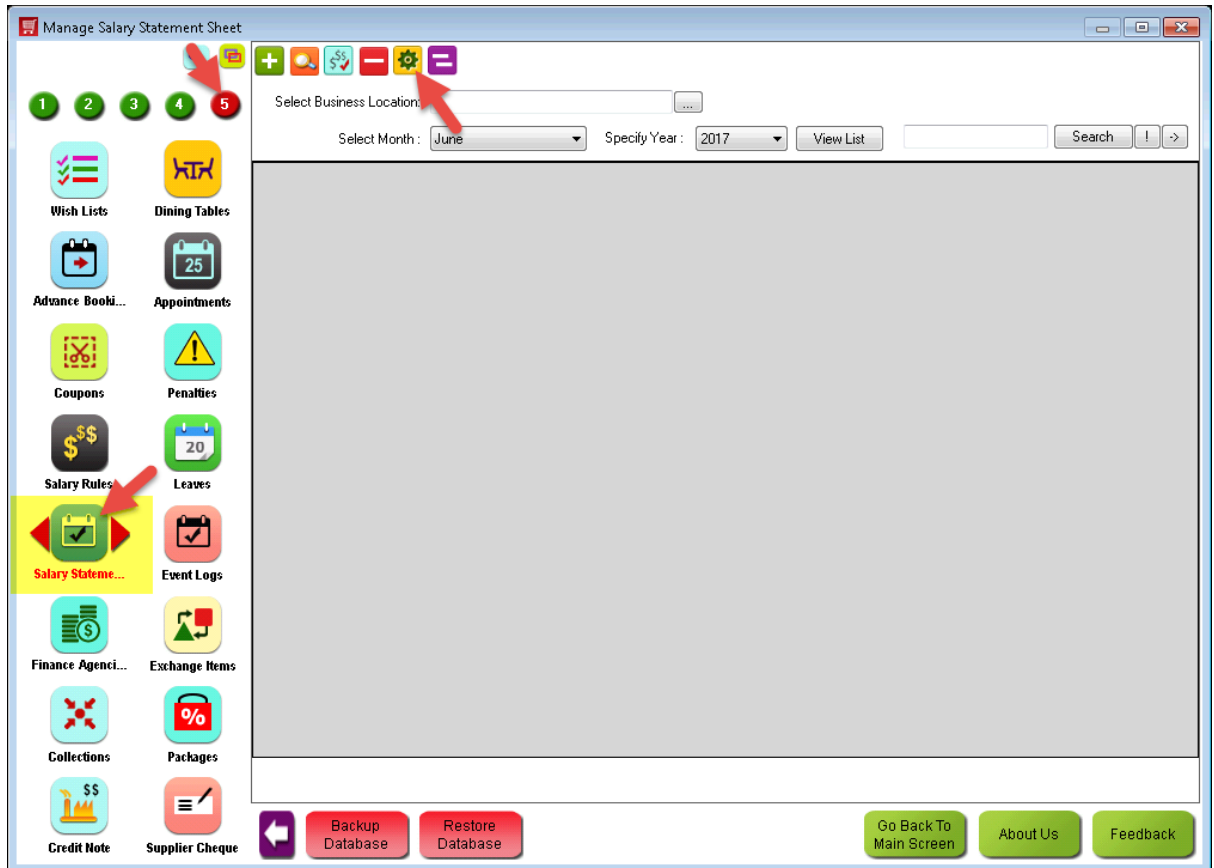 Manage Salary Statement Sheet
1 2 3 4 5
Select Business Location:
...
Select Month :
June
Specify Year :
2017
View List
Search
!
->
Wish Lists
Dining Tables
25
Advance Booki...
Appointments
Coupons
Penalties
$$$
20
Salary Rules
Leaves
Salary Stateme...
Event Logs
$
Finance Agenci...
Exchange Items
%
Collections
Packages
$$
Credit Note
Supplier Cheque
Backup
Database
Restore
Database
Go Back To
Main Screen
About Us
Feedback